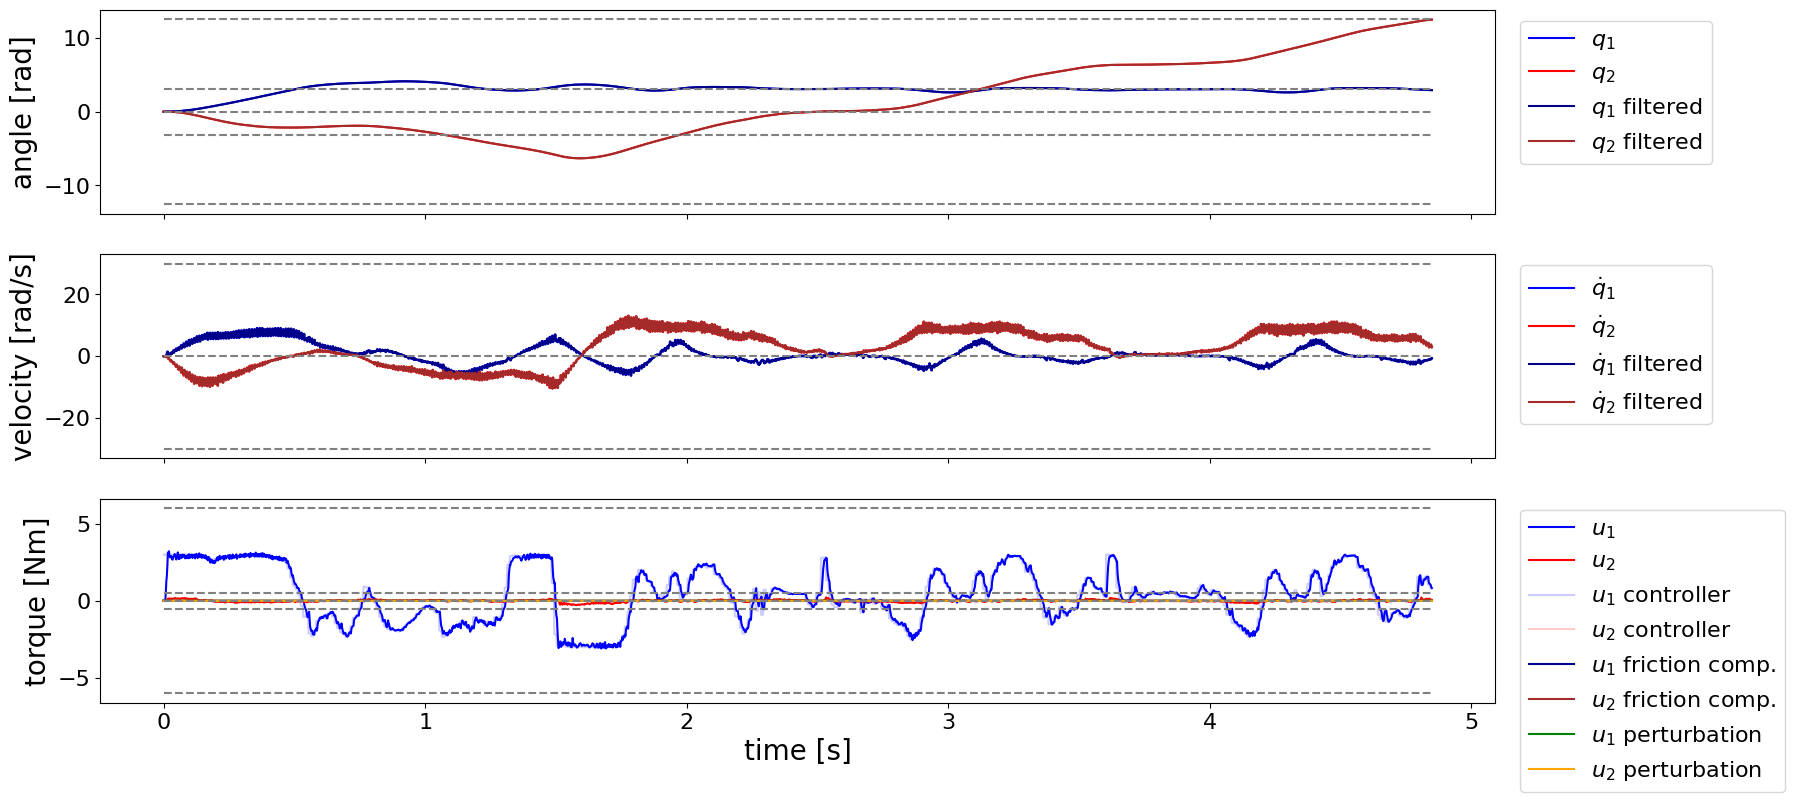 angle [rad]
10
0
−10
q₁
q₂
q₁ filtered
q₂ filtered
velocity [rad/s]
20
0
−20
q̇₁
q̇₂
q̇₁ filtered
q̇₂ filtered
torque [Nm]
5
0
−5
0 1 2 3 4 5
time [s]
u₁
u₂
u₁ controller
u₂ controller
u₁ friction comp.
u₂ friction comp.
u₁ perturbation
u₂ perturbation